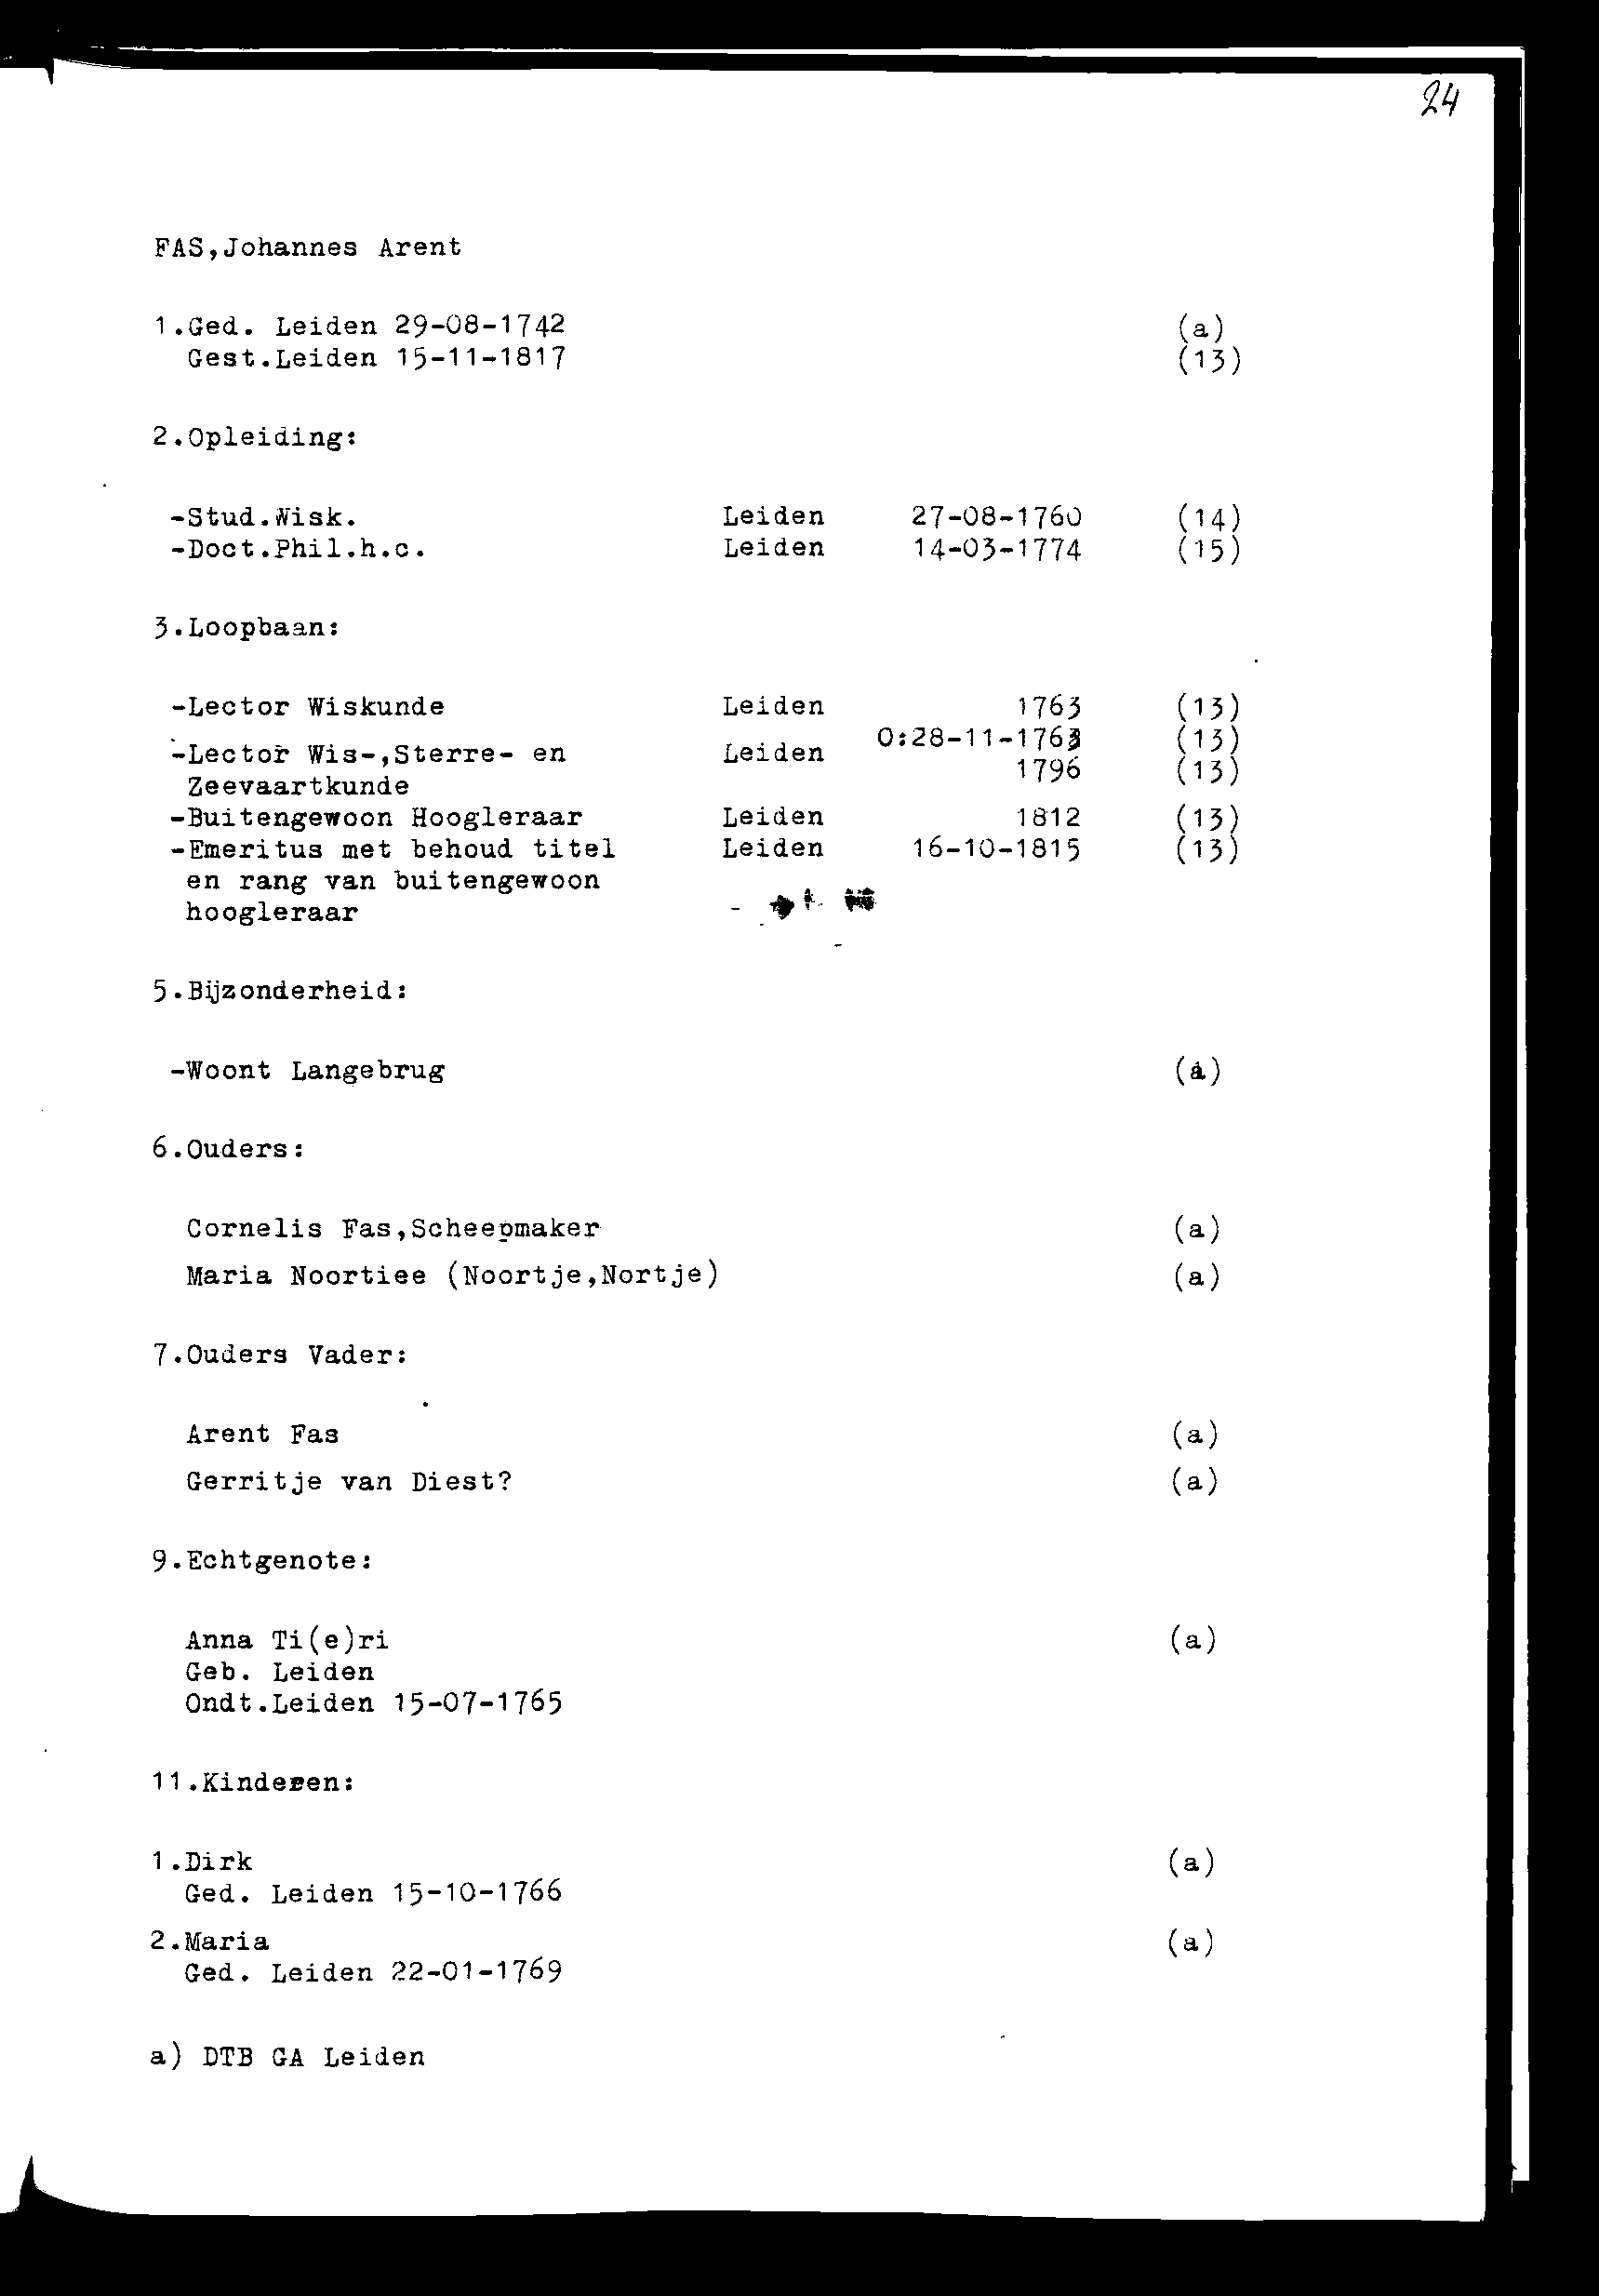 24
FAS,Johannes Arent
1.Ged. Leiden 29-08-1742 (a)
Gest.Leiden 15-11-1817 (13)
2.Opleiding:
-Stud.Wisk. Leiden 27-08-1760 (14)
-Doct.Phil.h.c. Leiden 14-03-1774 (15)
3.Loopbaan:
-Lector Wiskunde Leiden 1763 (13)
0:28-11-1763 (13)
-Lector Wis-,Sterre- en Leiden
1796 (13)
Zeevaartkunde
-Buitengewoon Hoogleraar Leiden 1812 (13)
-Emeritus met behoud titel Leiden 16-10-1815 (13)
en rang van buitengewoon
hoogleraar
5.Bijzonderheid:
-Woont Langebrug (a)
6.Ouders:
Cornelis Fas,Scheepmaker (a)
Maria Noortiee (Noortje,Nortje) (a)
7.Ouders Vader:
Arent Fas (a)
Gerritje van Diest? (a)
9.Echtgenote:
Anna Ti(e)ri (a)
Geb. Leiden
Ondt.Leiden 15-07-1765
11.Kinderen:
1.Dirk (a)
Ged. Leiden 15-10-1766
2.Maria (a)
Ged. Leiden 22-01-1769
a) DTB GA Leiden